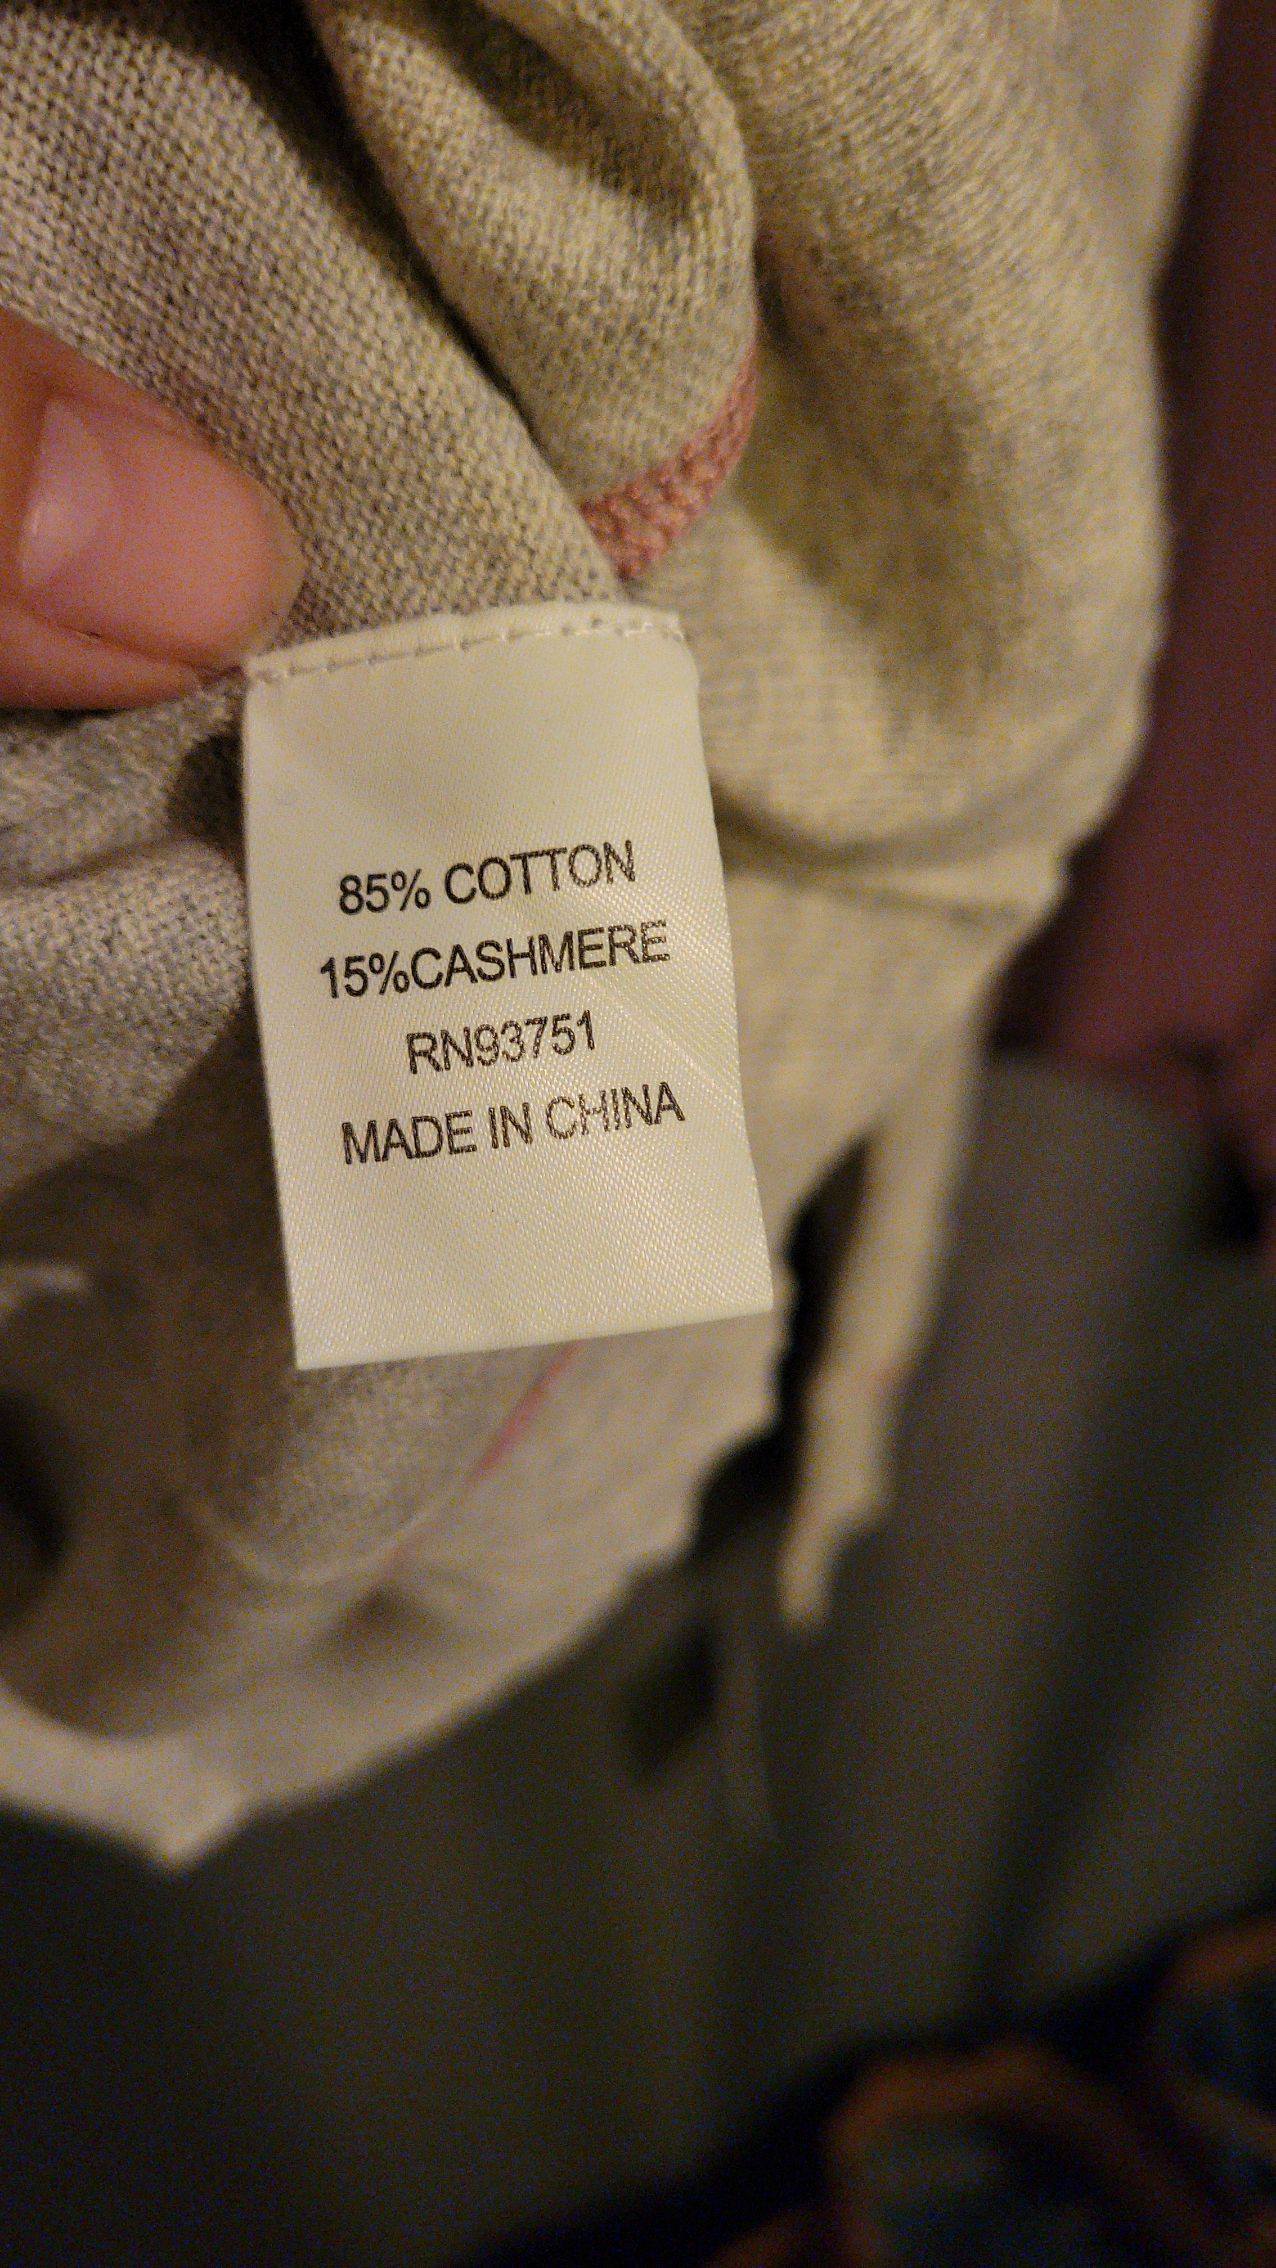 85% COTTON
15%CASHMERE
RN93751
MADE IN CHINA